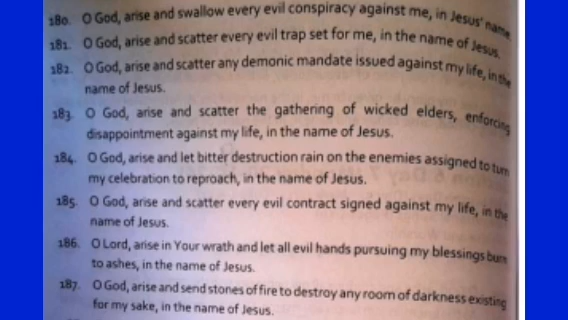 180. O God, arise and swallow every evil conspiracy against me, in Jesus' name.
181. O God, arise and scatter every evil trap set for me, in the name of Jesus.
182. O God, arise and scatter any demonic mandate issued against my life, in the
name of Jesus.
183. O God, arise and scatter the gathering of wicked elders, enforcing
disappointment against my life, in the name of Jesus.
184. O God, arise and let bitter destruction rain on the enemies assigned to turn
my celebration to reproach, in the name of Jesus.
185. O God, arise and scatter every evil contract signed against my life, in the
name of Jesus.
186. O Lord, arise in Your wrath and let all evil hands pursuing my blessings burn
to ashes, in the name of Jesus.
187. O God, arise and send stones of fire to destroy any room of darkness existing
for my sake, in the name of Jesus.